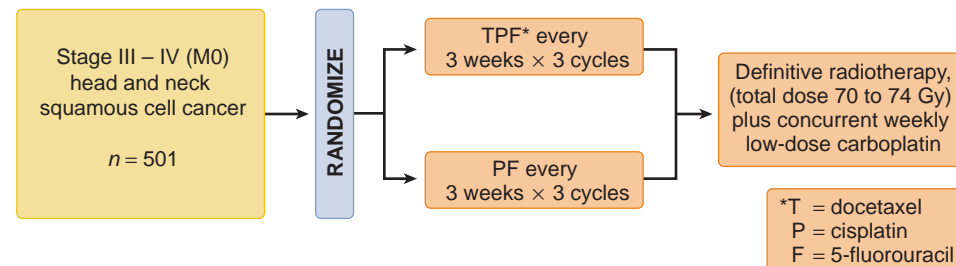 Stage III – IV (M0)
head and neck
squamous cell cancer
n = 501
RANDOMIZE
TPF* every
3 weeks × 3 cycles
PF every
3 weeks × 3 cycles
Definitive radiotherapy,
(total dose 70 to 74 Gy)
plus concurrent weekly
low-dose carboplatin
*T = docetaxel
P = cisplatin
F = 5-fluorouracil